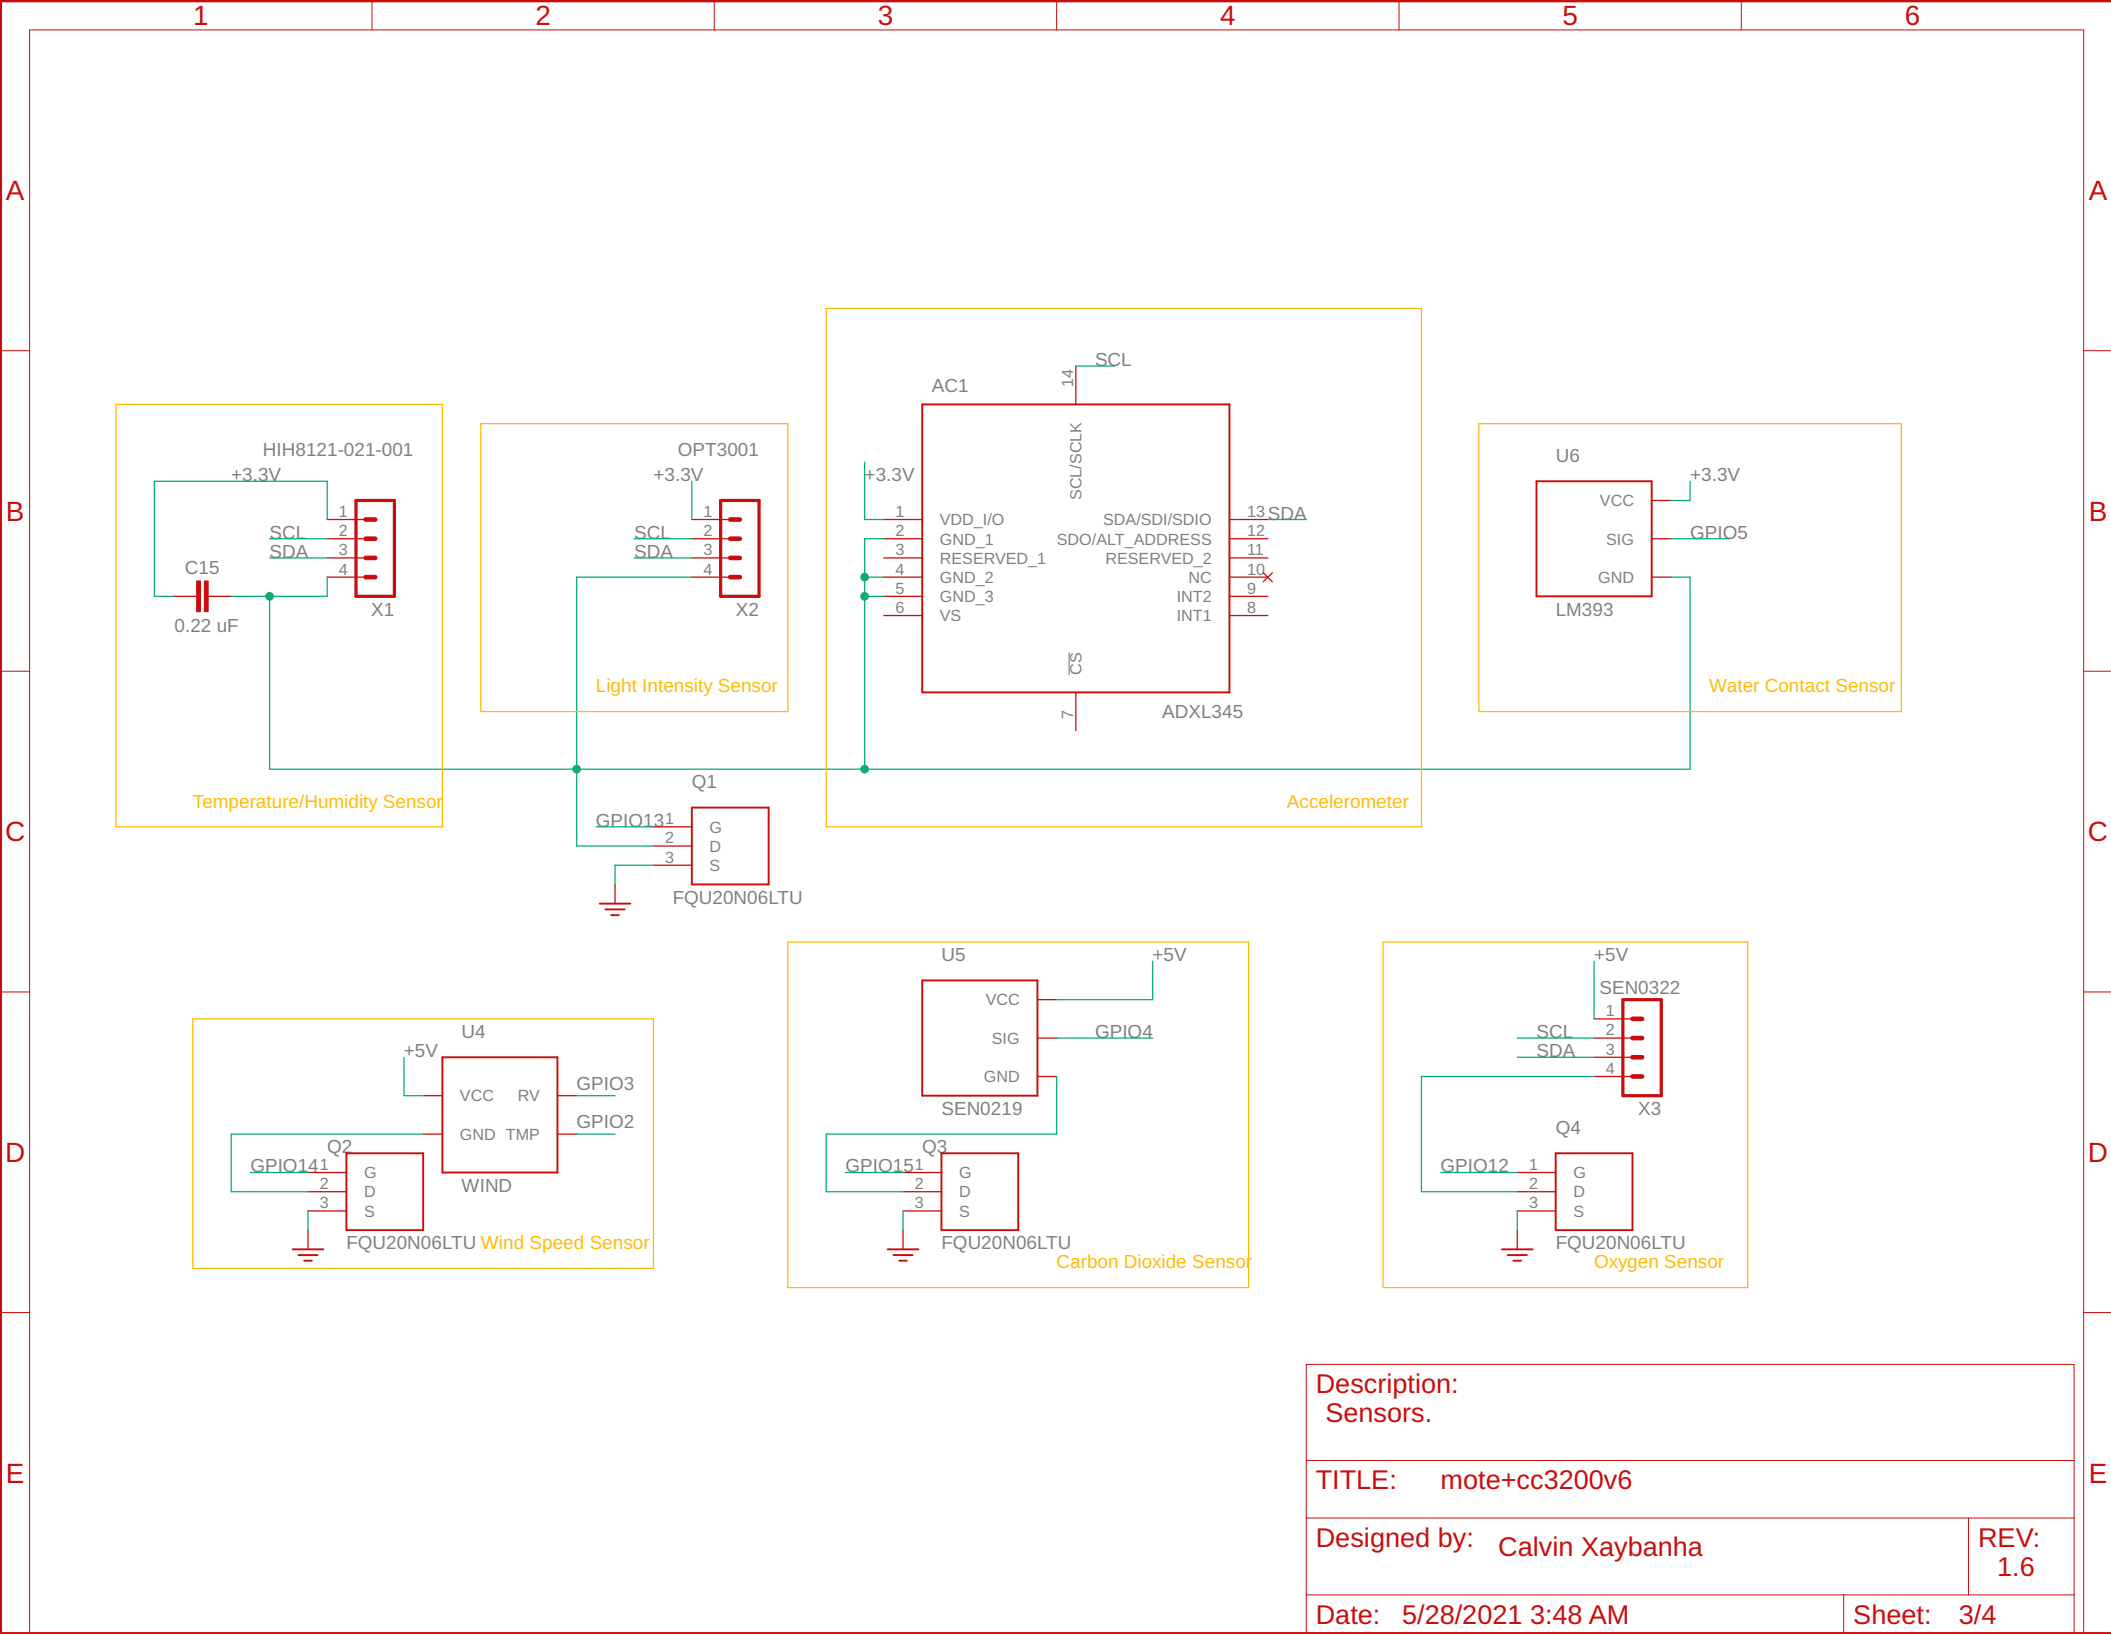 1 2 3 4 5 6
A A
B B
C C
D D
E E
HIH8121-021-001
+3.3V
1
SCL 2
SDA 3
4
C15
0.22 uF
X1
Temperature/Humidity Sensor
OPT3001
+3.3V
1
SCL 2
SDA 3
4
X2
Light Intensity Sensor
AC1
SCL
14
SCL/SCLK
+3.3V
1 VDD_I/O
2 GND_1
3 RESERVED_1
4 GND_2
5 GND_3
6 VS
SDA/SDI/SDIO 13 SDA
SDO/ALT_ADDRESS 12
RESERVED_2 11
NC 10
INT2 9
INT1 8
CS
7
ADXL345
Accelerometer
U6
VCC +3.3V
SIG GPIO5
GND
LM393
Water Contact Sensor
Q1
GPIO13 1 G
2 D
3 S
FQU20N06LTU
U4
+5V
VCC RV GPIO3
GND TMP GPIO2
WIND
Q2
GPIO14 1 G
2 D
3 S
FQU20N06LTU
Wind Speed Sensor
U5
+5V
VCC
SIG GPIO4
GND
SEN0219
Q3
GPIO15 1 G
2 D
3 S
FQU20N06LTU
Carbon Dioxide Sensor
+5V
SEN0322
1
SCL 2
SDA 3
4
X3
Q4
GPIO12 1 G
2 D
3 S
FQU20N06LTU
Oxygen Sensor
Description:
Sensors.
TITLE: mote+cc3200v6
Designed by: Calvin Xaybanha
REV:
1.6
Date: 5/28/2021 3:48 AM
Sheet: 3/4